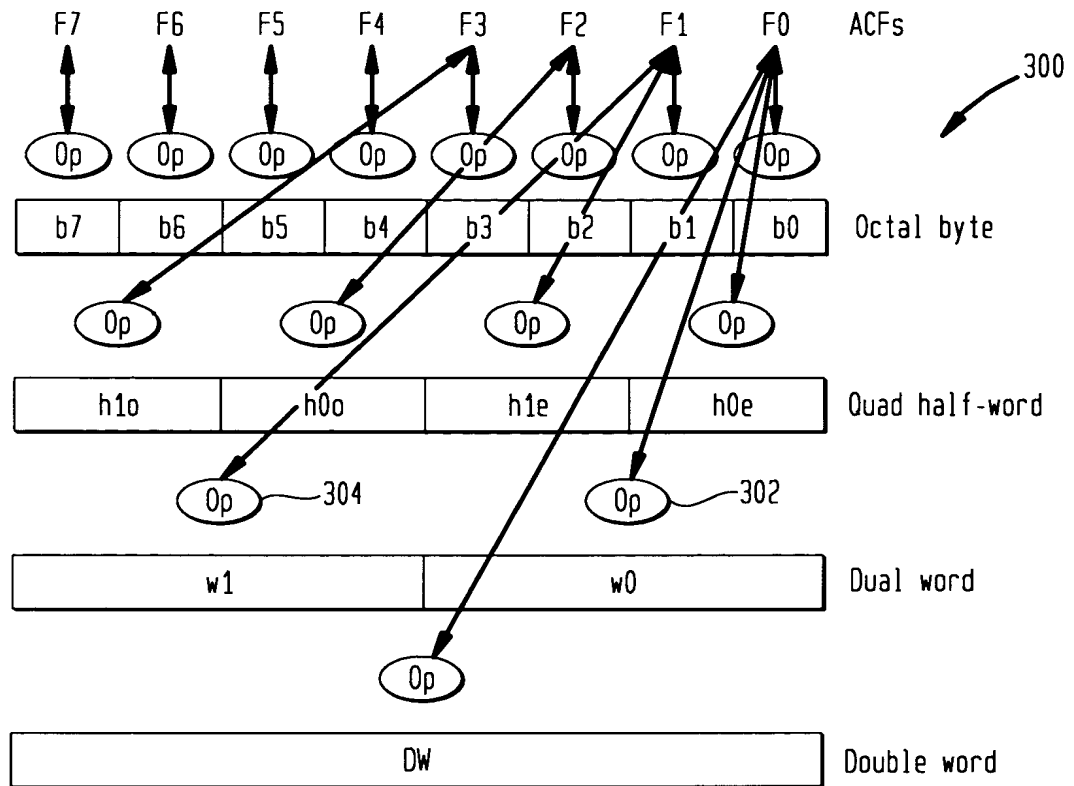 F7 F6 F5 F4 F3 F2 F1 F0 ACFs
300
Op Op Op Op Op Op Op Op
b7 b6 b5 b4 b3 b2 b1 b0 Octal byte
Op Op Op Op
h1o h0o h1e h0e Quad half-word
Op 304 Op 302
w1 w0 Dual word
Op
DW Double word